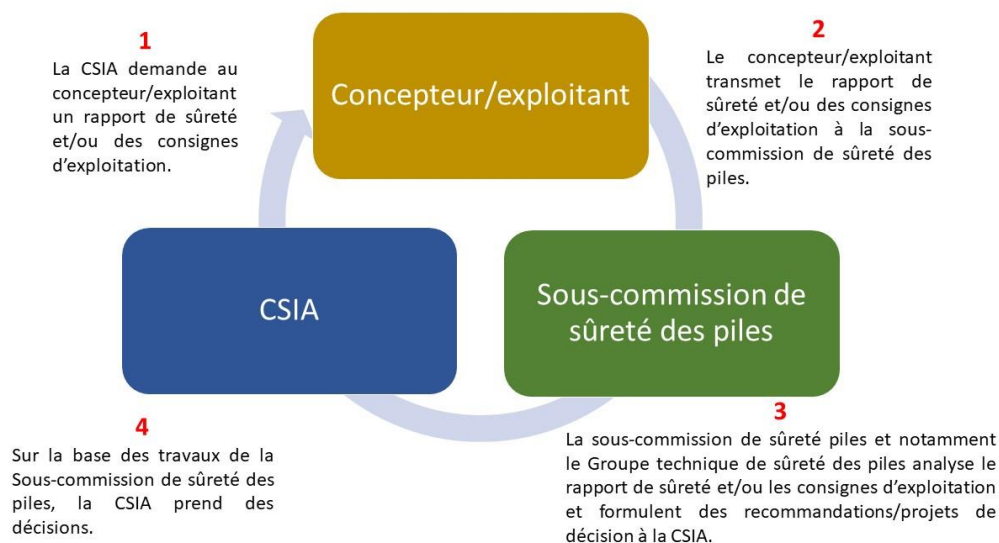 1
La CSIA demande au
concepteur/exploitant
un rapport de sûreté
et/ou des consignes
d'exploitation.
Concepteur/exploitant
2
Le concepteur/exploitant
transmet le rapport de
sûreté et/ou des consignes
d'exploitation à la sous-
commission de sûreté des
piles.
CSIA
Sous-commission de
sûreté des piles
3
La sous-commission de sûreté piles et notamment
le Groupe technique de sûreté des piles analyse le
rapport de sûreté et/ou les consignes d'exploitation
et formulent des recommandations/projets de
décision à la CSIA.
4
Sur la base des travaux de la
Sous-commission de sûreté des
piles, la CSIA prend des
décisions.